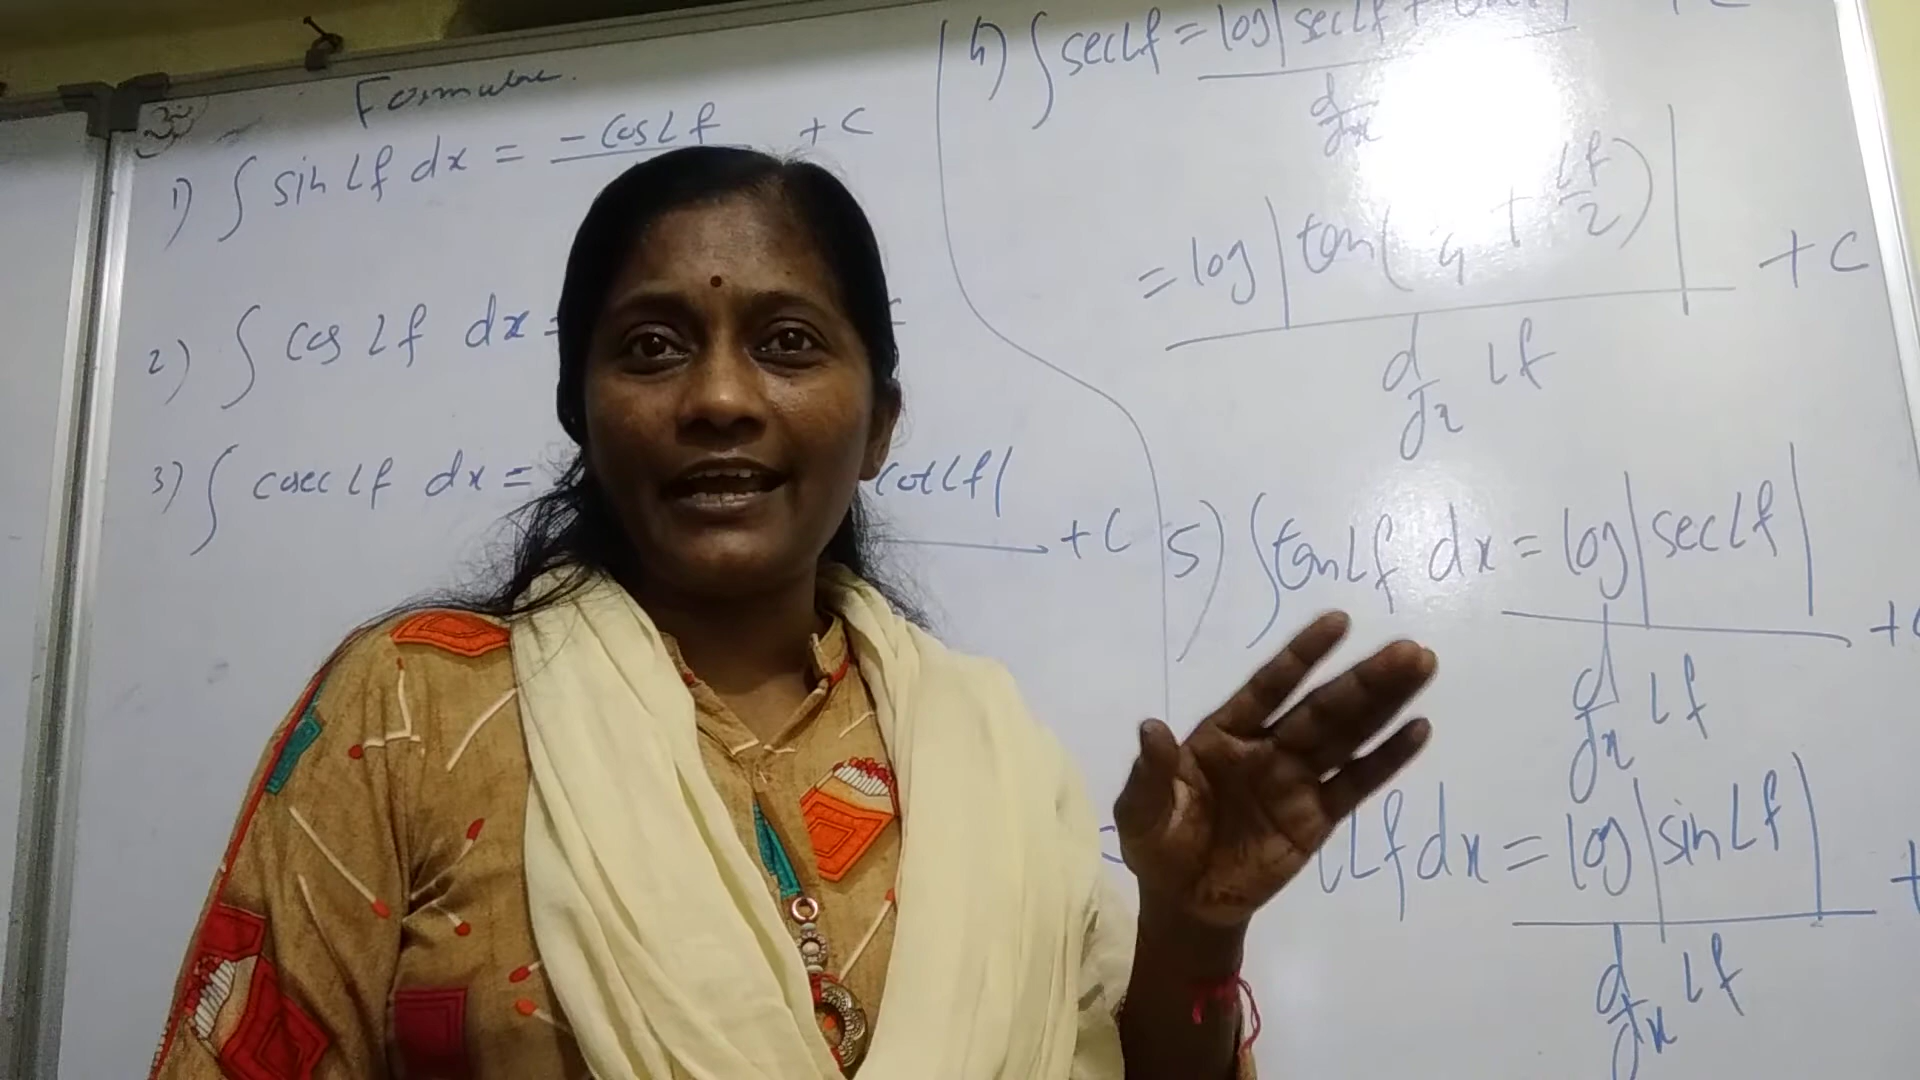 ॐ
Formulae.
1) ∫ sin Lf dx = -cos Lf + C
2) ∫ cos Lf dx =
3) ∫ cosec Lf dx = cot Lf| + C
4) ∫ sec Lf = log|sec Lf +
d/dx
= log|tan( 4 + Lf/2)| + C
d/dx Lf
5) ∫ tan Lf dx = log|sec Lf| +
d/dx Lf
Lf dx = log|sin Lf| +
d/dx Lf